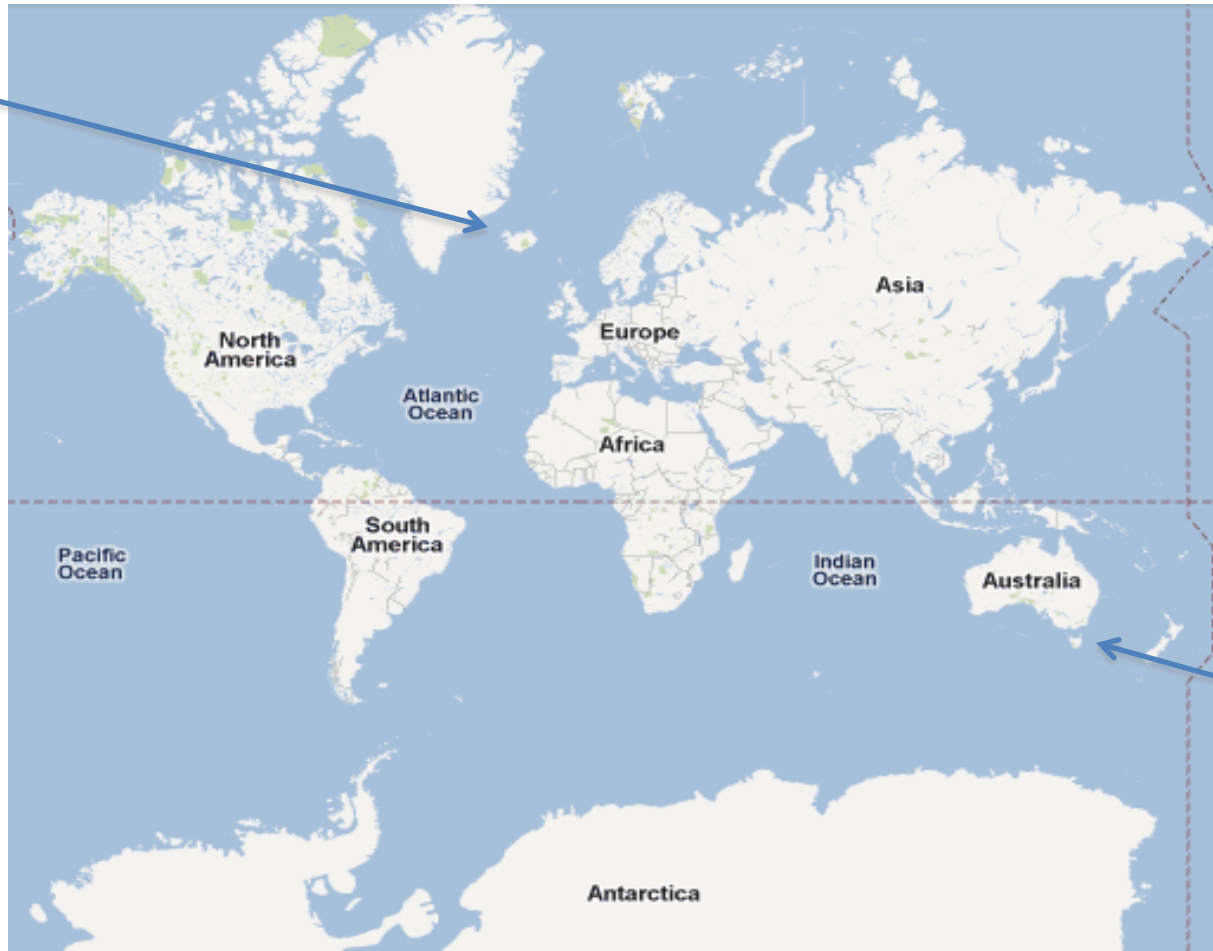 Asia
Europe
North
America
Atlantic
Ocean
Africa
South
America
Pacific
Ocean
Indian
Ocean
Australia
Antarctica